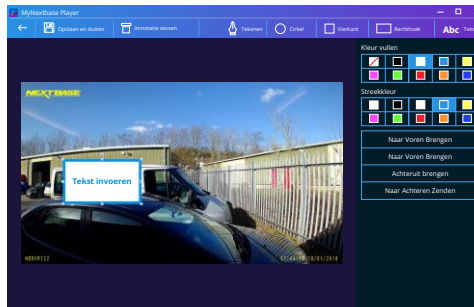 MyNextbase Player
Opslaan en sluiten
Annotatie wissen
Tekenen
Cirkel
Vierkant
Rechthoek
Abc Teks
Kleur vullen
Streekkleur
Naar Voren Brengen
Naar Voren Brengen
Achteruit brengen
Naar Achteren Zenden
NEXTBASE
Tekst invoeren